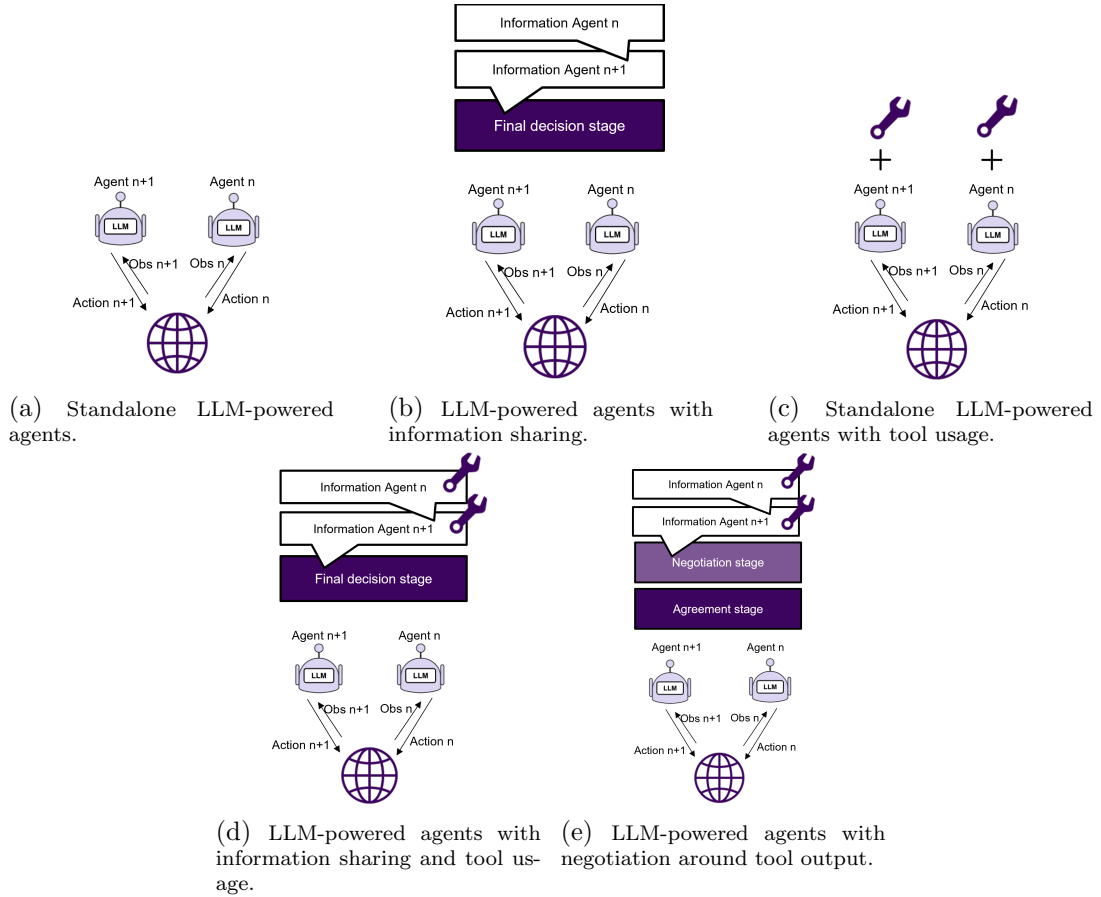 Information Agent n
Information Agent n+1
Final decision stage
Agent n+1
Agent n
LLM
LLM
Obs n+1
Obs n
Action n+1
Action n
Agent n+1
Agent n
LLM
LLM
Obs n+1
Obs n
Action n+1
Action n
+
+
Agent n+1
Agent n
LLM
LLM
Obs n+1
Obs n
Action n+1
Action n
(a) Standalone LLM-powered
agents.
(b) LLM-powered agents with
information sharing.
(c) Standalone LLM-powered
agents with tool usage.
Information Agent n
Information Agent n+1
Final decision stage
Agent n+1
Agent n
LLM
LLM
Obs n+1
Obs n
Action n+1
Action n
Information Agent n
Information Agent n+1
Negotiation stage
Agreement stage
Agent n+1
Agent n
LLM
LLM
Obs n+1
Obs n
Action n+1
Action n
(d) LLM-powered agents with
information sharing and tool us-
age.
(e) LLM-powered agents with
negotiation around tool output.